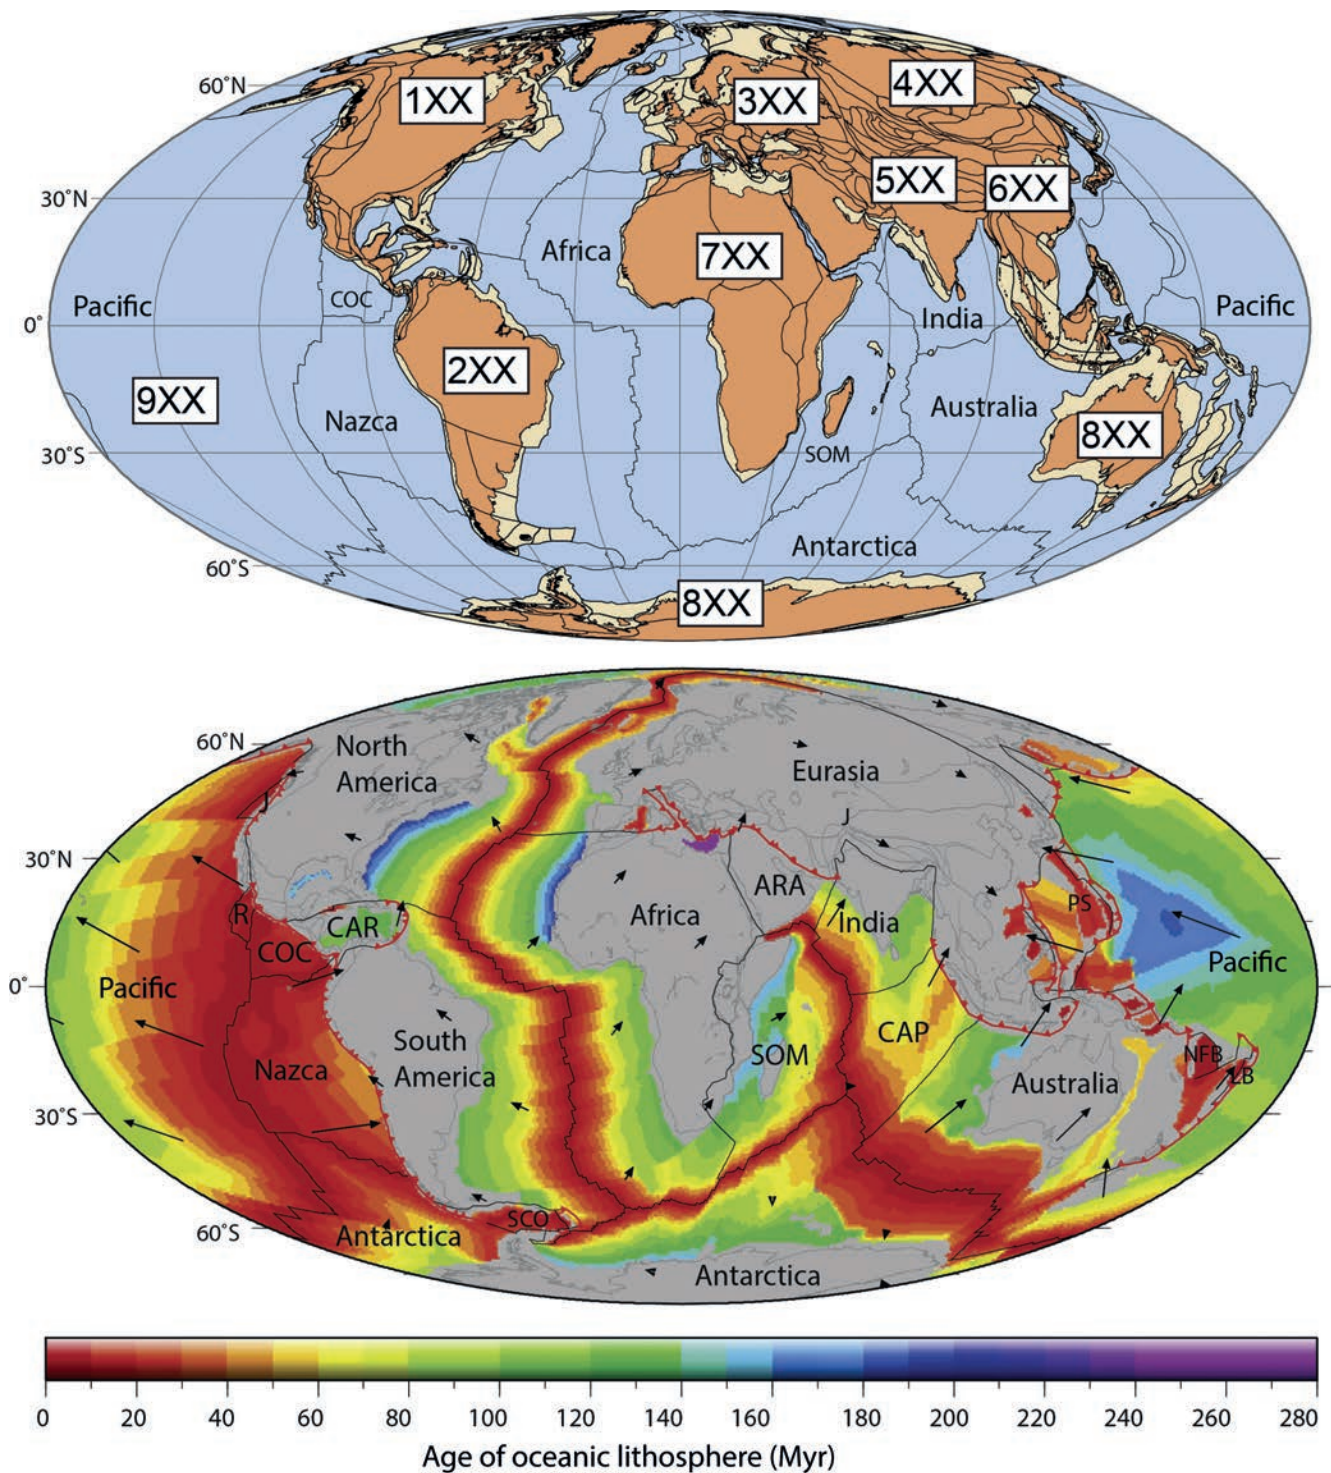 60˚N
1XX
3XX
4XX
30˚N
5XX
6XX
Africa
7XX
Pacific
COC
India
Pacific
0˚
2XX
9XX
Nazca
Australia
8XX
30˚S
SOM
Antarctica
60˚S
8XX
60˚N
North
America
Eurasia
J
J
30˚N
ARA
R
CAR
Africa
India
PS
COC
Pacific
Pacific
0˚
South
America
Nazca
SOM
CAP
Australia
NFB
LB
30˚S
SCO
60˚S
Antarctica
Antarctica
0 20 40 60 80 100 120 140 160 180 200 220 240 260 280
Age of oceanic lithosphere (Myr)